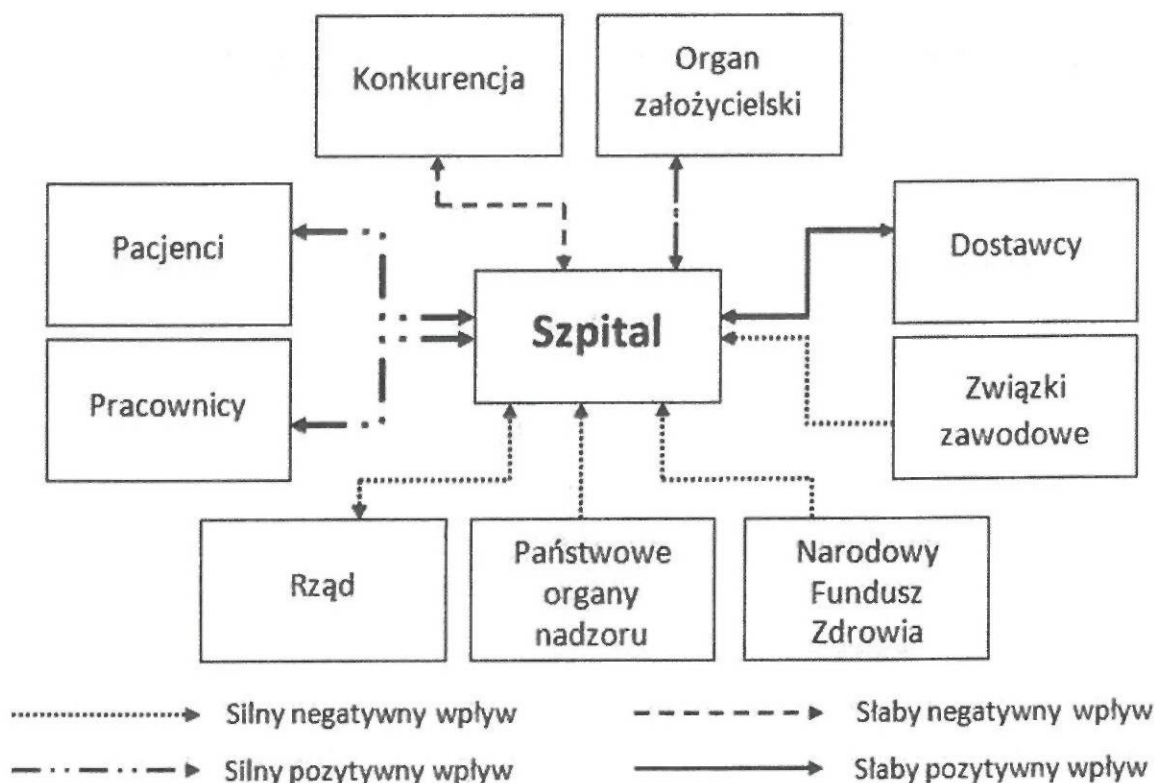 Konkurencja
Organ
założycielski
Pacjenci
Dostawcy
Szpital
Pracownicy
Związki
zawodowe
Rząd
Państwowe
organy
nadzoru
Narodowy
Fundusz
Zdrowia
Silny negatywny wpływ
Słaby negatywny wpływ
Silny pozytywny wpływ
Słaby pozytywny wpływ